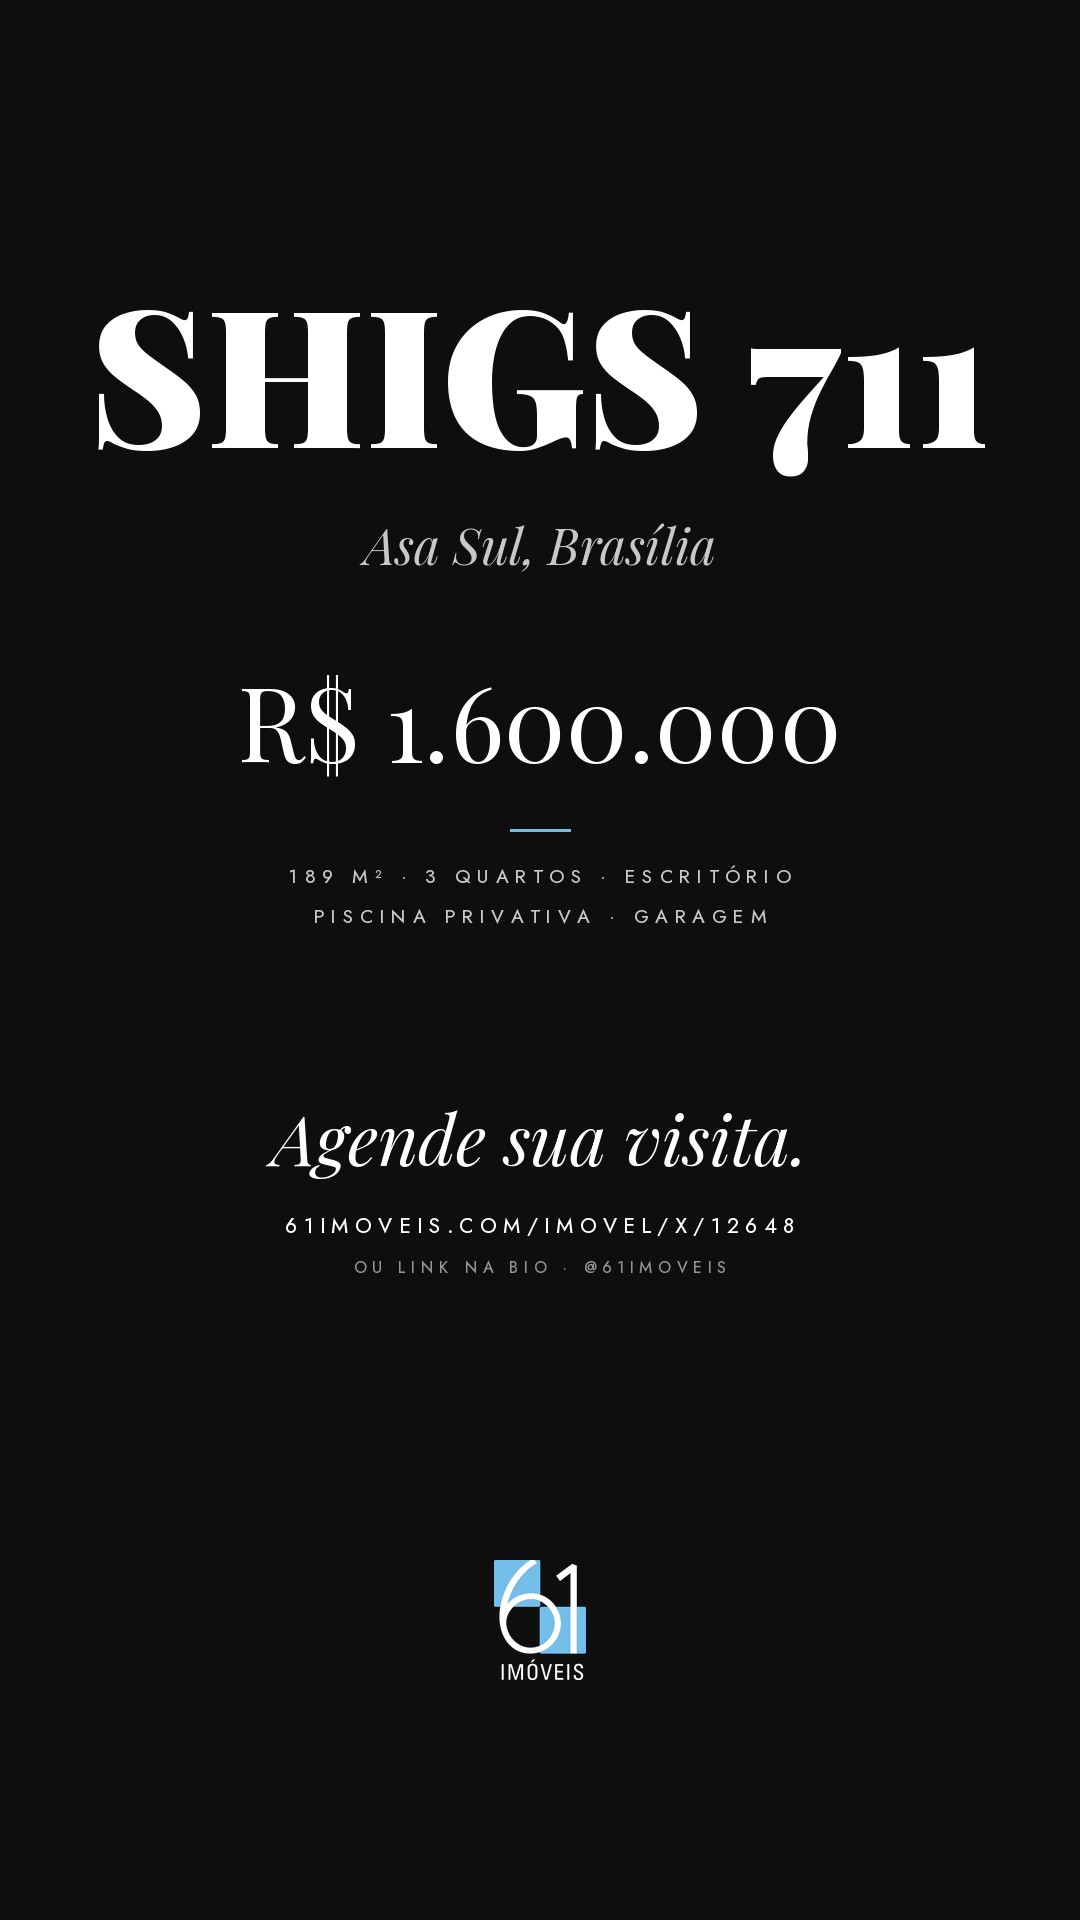 SHIGS 711
Asa Sul, Brasília
R$ 1.600.000
189 M² · 3 QUARTOS · ESCRITÓRIO
PISCINA PRIVATIVA · GARAGEM
Agende sua visita.
61IMOVEIS.COM/IMOVEL/X/12648
OU LINK NA BIO · @61IMOVEIS
61
IMÓVEIS